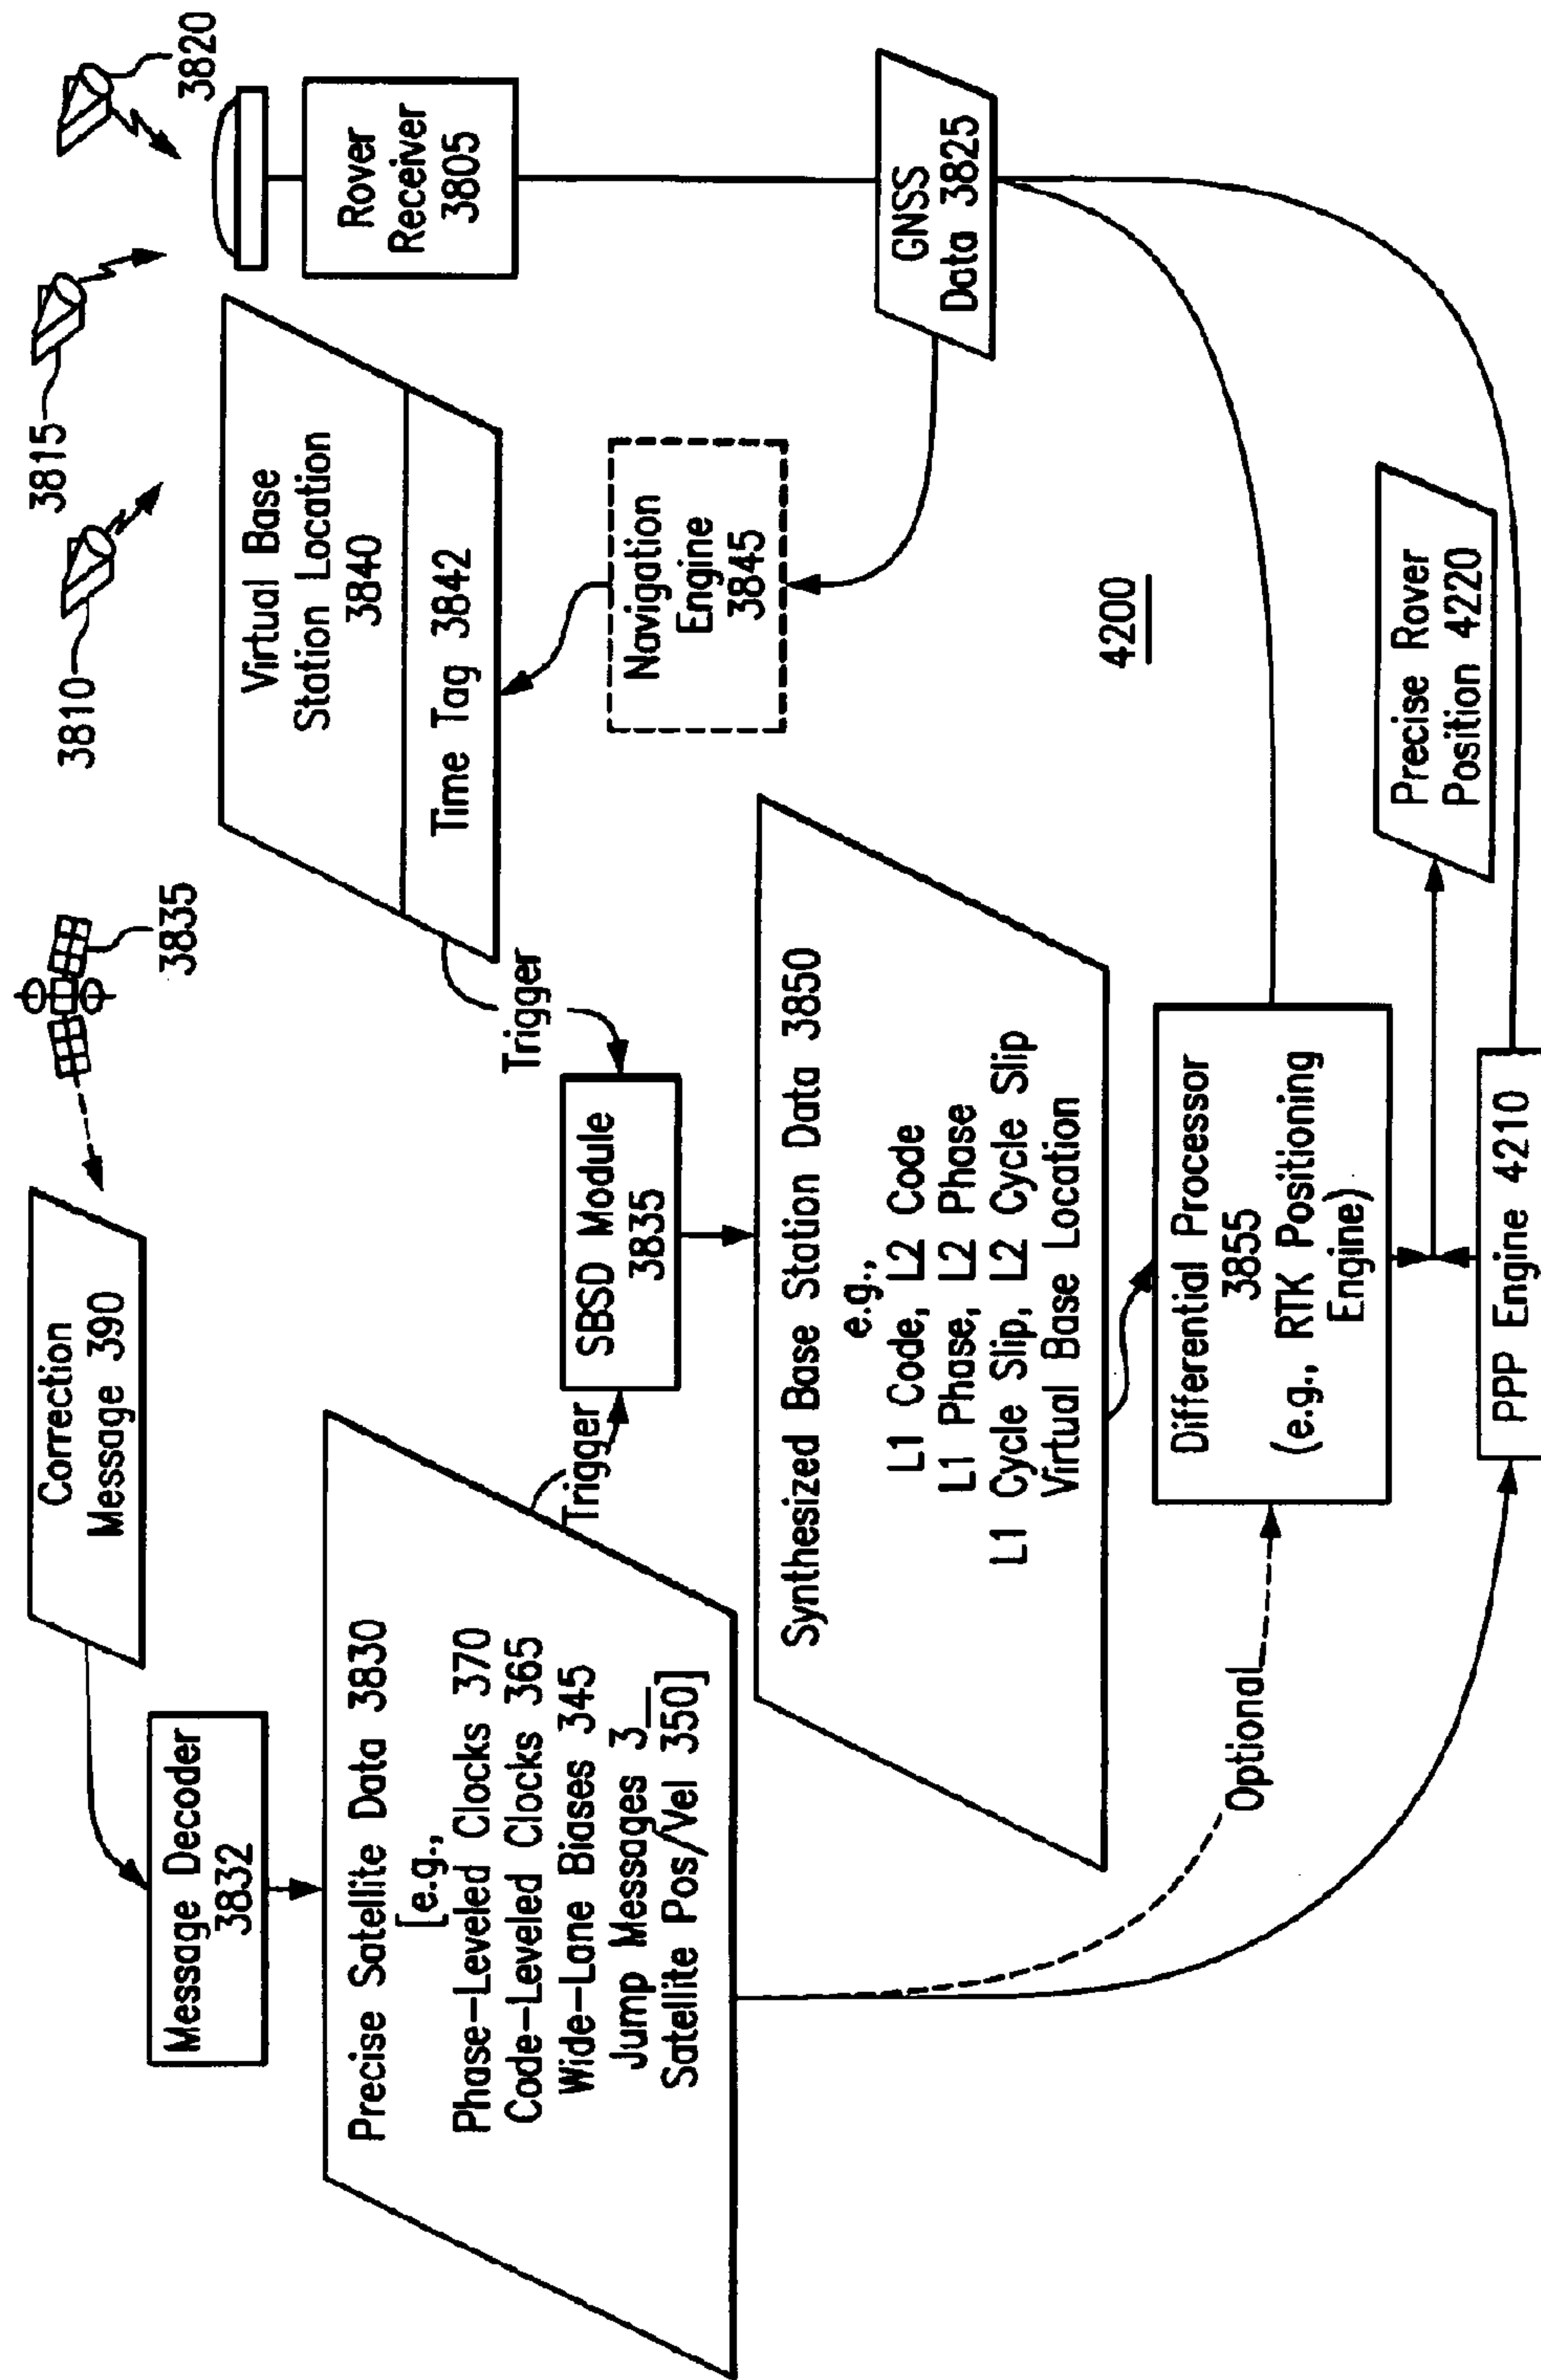 Correction
Message 390
3835
3810
3815
3820
Message Decoder
3832
Precise Satellite Data 3830
[e.g.,
Phase-Leveled Clocks 370
Code-Leveled Clocks 365
Wide-Lane Biases 345
Jump Messages 3__
Satellite Pos/Vel 350]
Trigger
SBSD Module
3835
Trigger
Virtual Base
Station Location
3840
Time Tag 3842
Rover
Receiver
3805
Navigation
Engine
3845
GNSS
Data 3825
Synthesized Base Station Data 3850
e.g.,
L1 Code, L2 Code
L1 Phase, L2 Phase
L1 Cycle Slip, L2 Cycle Slip
Virtual Base Location
4200
Optional
Differential Processor
3855
(e.g., RTK Positioning
Engine)
Precise Rover
Position 4220
PPP Engine 4210